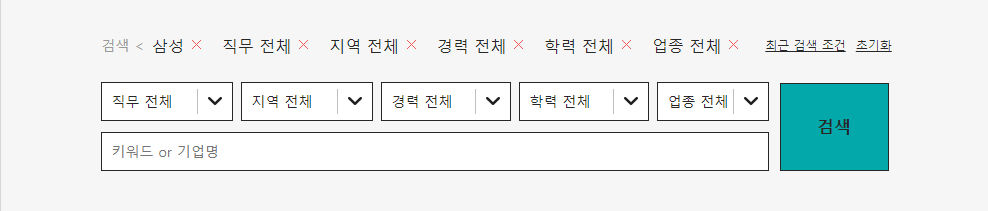 검색 < 삼성 × 직무 전체 × 지역 전체 × 경력 전체 × 학력 전체 × 업종 전체 × 최근 검색 조건 초기화
직무 전체 지역 전체 경력 전체 학력 전체 업종 전체
검색
키워드 or 기업명